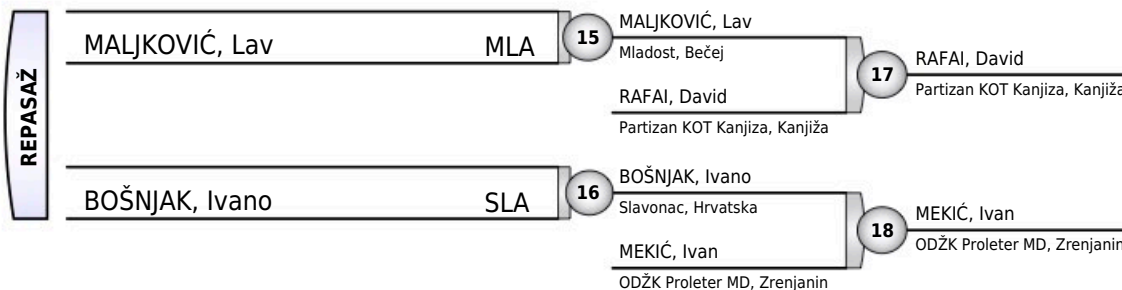 REPASAŽ
MALJKOVIĆ, Lav MLA
15
MALJKOVIĆ, Lav
Mladost, Bečej
RAFAI, David
Partizan KOT Kanjiza, Kanjiža
17
RAFAI, David
Partizan KOT Kanjiza, Kanjiža
BOŠNJAK, Ivano SLA
16
BOŠNJAK, Ivano
Slavonac, Hrvatska
MEKIĆ, Ivan
ODŽK Proleter MD, Zrenjanin
18
MEKIĆ, Ivan
ODŽK Proleter MD, Zrenjanin